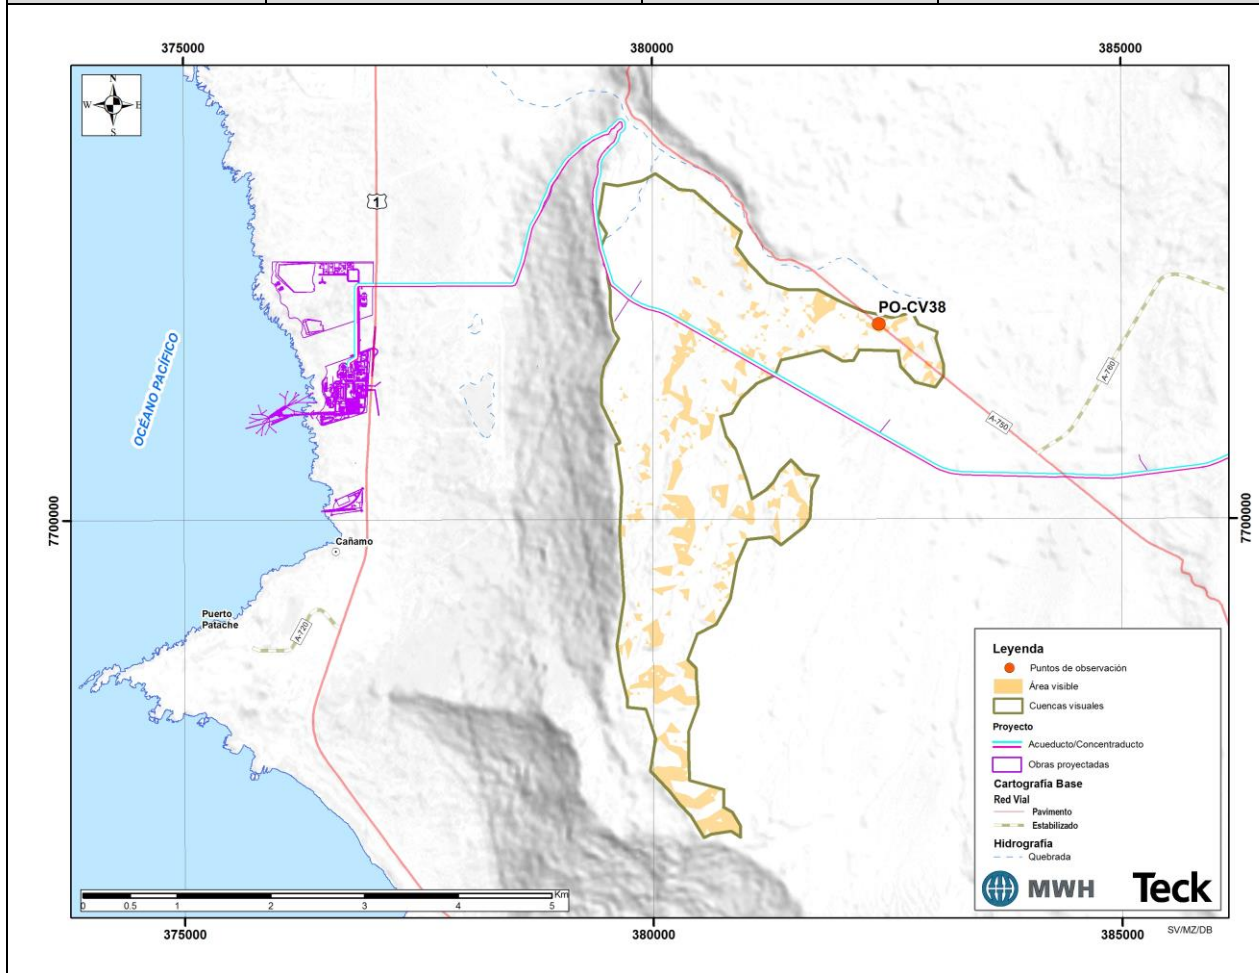 375000
380000
385000
N
W
E
S
1
PO-CV38
OCÉANO PACÍFICO
A-760
A-750
7700000
7700000
Cañamo
Puerto
Patache
A-720
Leyenda
Puntos de observación
Área visible
Cuencas visuales
Proyecto
Acueducto/Concentraducto
Obras proyectadas
Cartografía Base
Red Vial
Pavimento
Estabilizado
Hidrografía
Quebrada
MWH
Teck
Km
0 0.5 1 2 3 4 5
375000
380000
385000
SV/MZ/DB